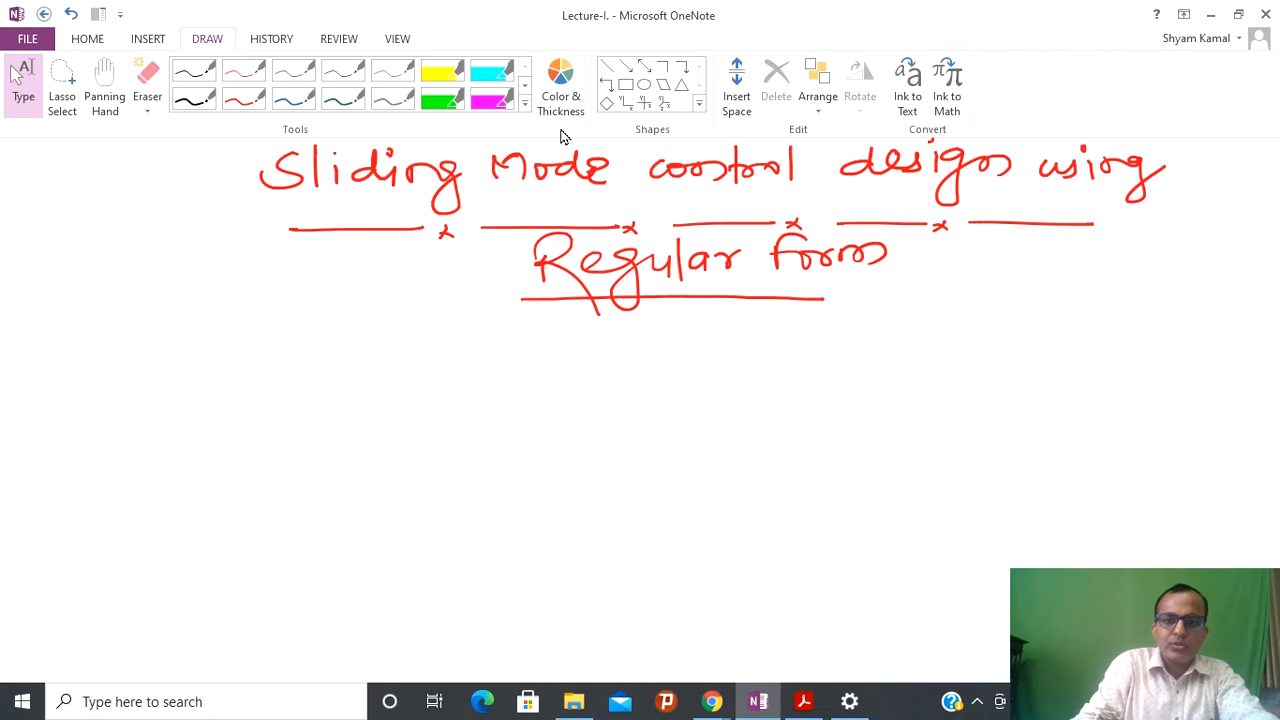 Lecture-I. - Microsoft OneNote
?
FILE HOME INSERT DRAW HISTORY REVIEW VIEW
Shyam Kamal
Type
Lasso Select
Panning Hand
Eraser
Color & Thickness
Insert Space
Delete
Arrange
Rotate
Ink to Text
Ink to Math
Tools
Shapes
Edit
Convert
Sliding Mode control design using
Regular form
Type here to search